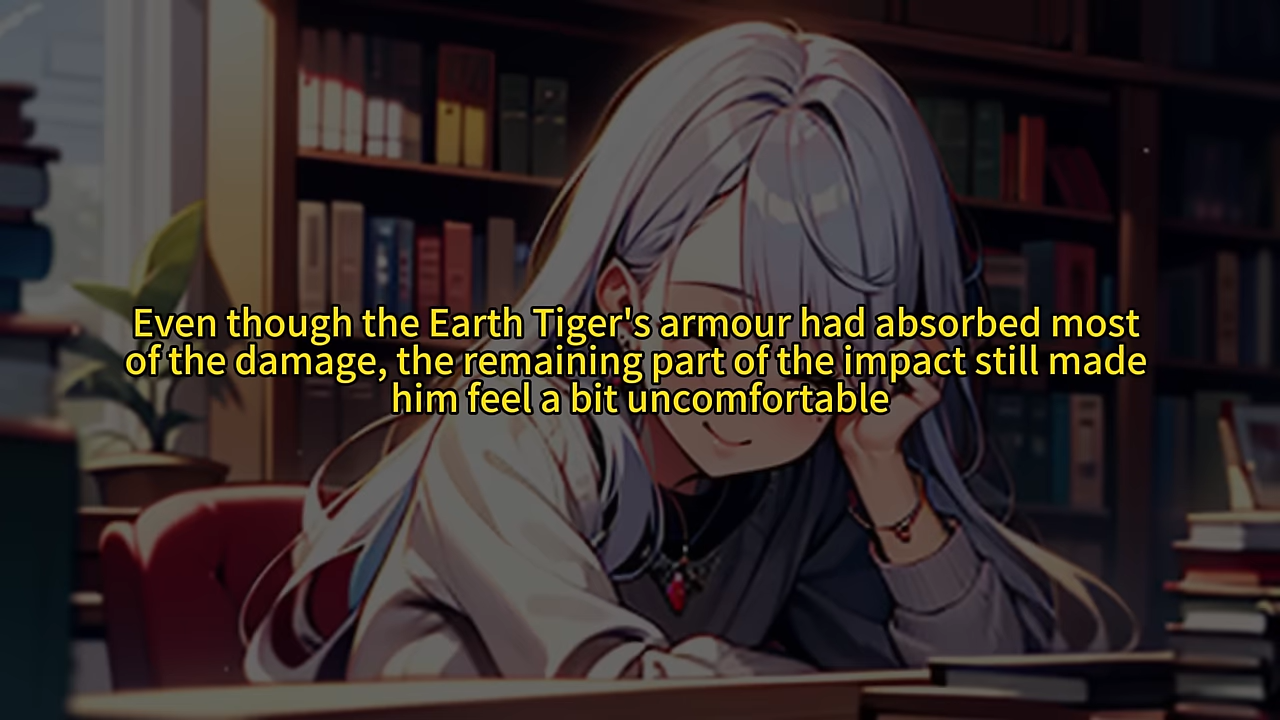 Even though the Earth Tiger's armour had absorbed most
of the damage, the remaining part of the impact still made
him feel a bit uncomfortable